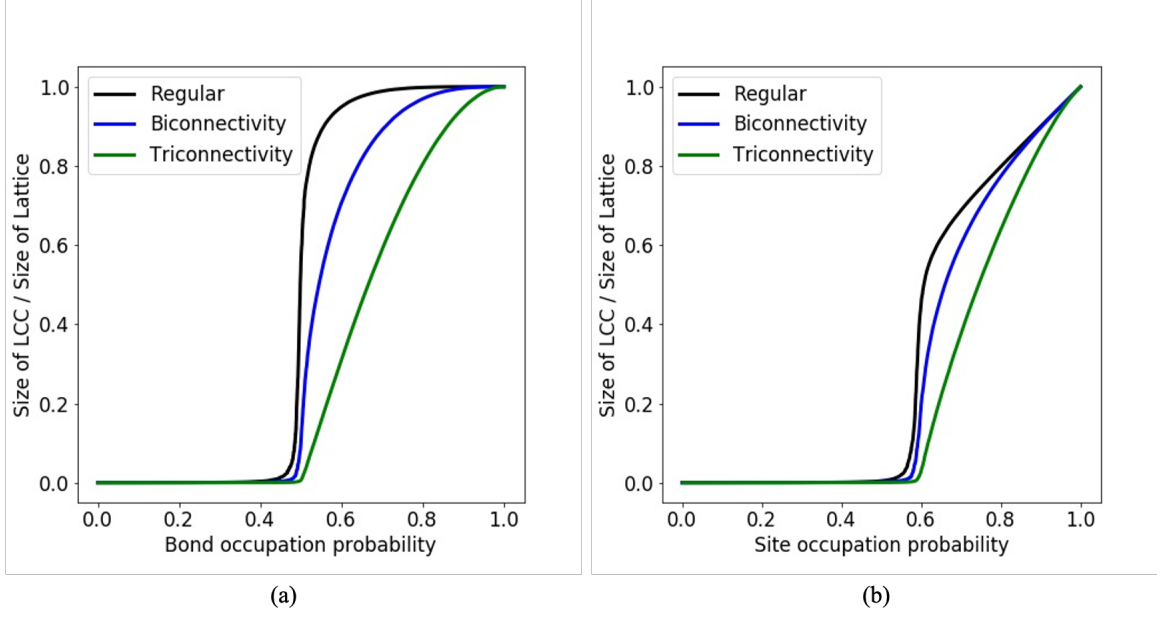 Size of LCC / Size of Lattice
1.0
0.8
0.6
0.4
0.2
0.0
Regular
Biconnectivity
Triconnectivity
0.0 0.2 0.4 0.6 0.8 1.0
Bond occupation probability
(a)
Size of LCC / Size of Lattice
1.0
0.8
0.6
0.4
0.2
0.0
Regular
Biconnectivity
Triconnectivity
0.0 0.2 0.4 0.6 0.8 1.0
Site occupation probability
(b)